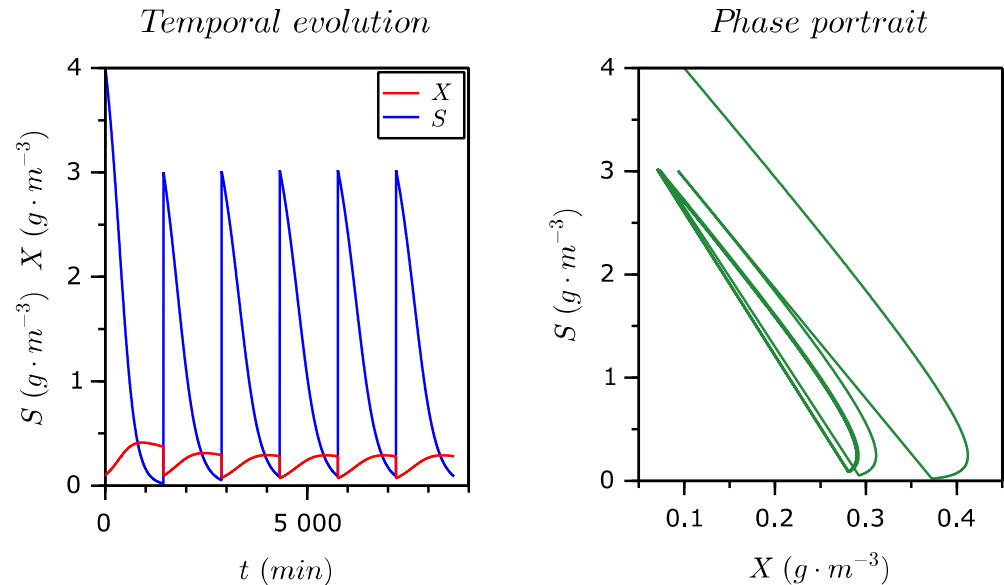 Temporal evolution
4
3
2
1
0
S (g · m⁻³) X (g · m⁻³)
X
S
0
5 000
t (min)
Phase portrait
4
3
2
1
0
S (g · m⁻³)
0.1
0.2
0.3
0.4
X (g · m⁻³)